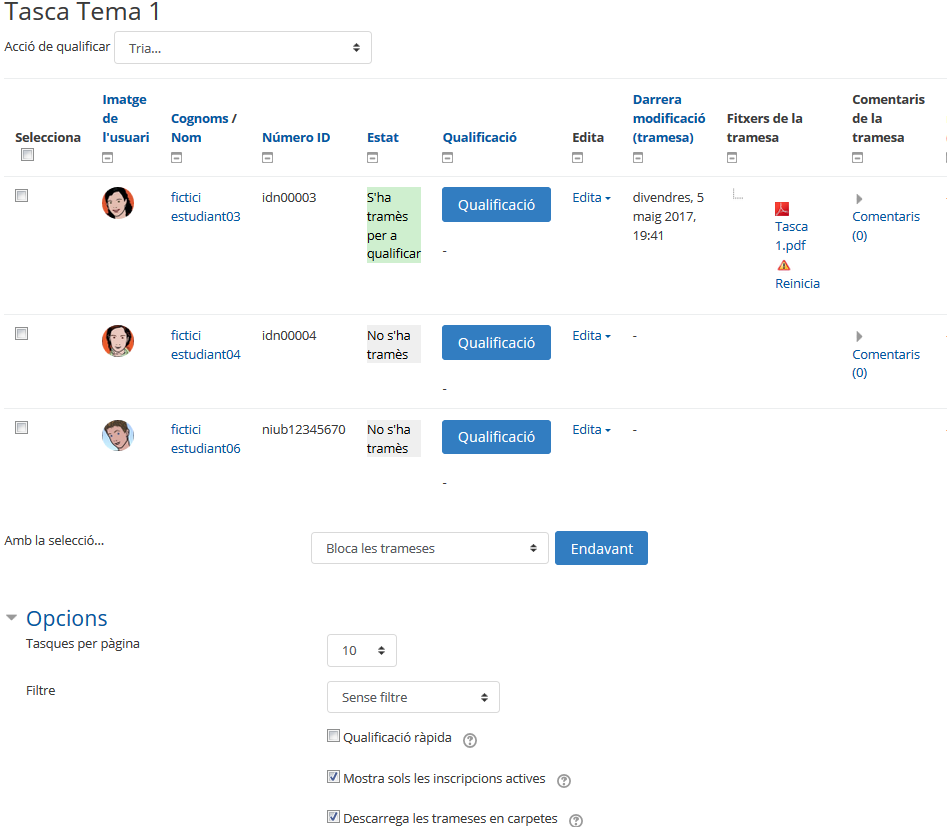 Tasca Tema 1
Acció de qualificar Tria...
Selecciona
Imatge
de
l'usuari
Cognoms /
Nom
Número ID
Estat
Qualificació
Edita
Darrera
modificació
(tramesa)
Fitxers de la
tramesa
Comentaris
de la
tramesa
fictici
estudiant03
idn00003
S'ha
tramès
per a
qualificar
Qualificació
-
Edita
divendres, 5
maig 2017,
19:41
Tasca
1.pdf
Reinicia
Comentaris
(0)
fictici
estudiant04
idn00004
No s'ha
tramès
Qualificació
-
Edita
-
Comentaris
(0)
fictici
estudiant06
niub12345670
No s'ha
tramès
Qualificació
-
Edita
-
Amb la selecció... Bloca les trameses Endavant
Opcions
Tasques per pàgina 10
Filtre Sense filtre
Qualificació ràpida
Mostra sols les inscripcions actives
Descarrega les trameses en carpetes